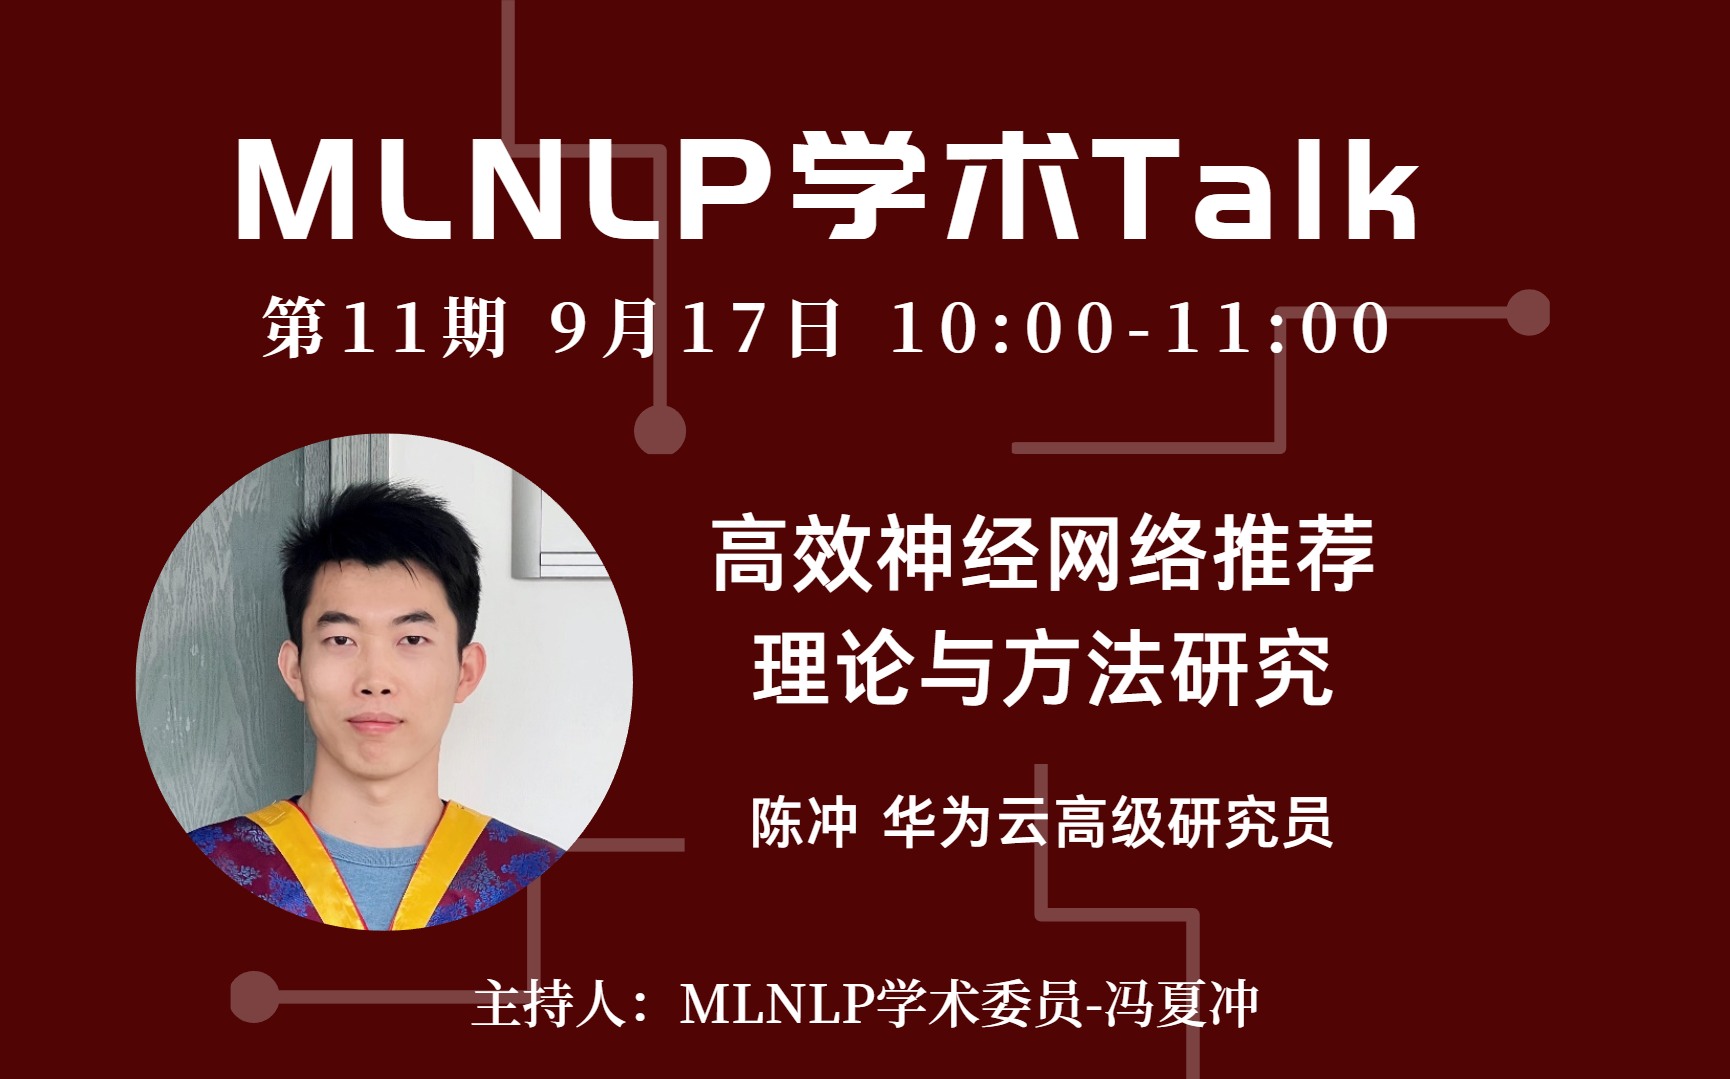 MLNLP学术Talk
第11期 9月17日 10:00-11:00
高效神经网络推荐
理论与方法研究
陈冲 华为云高级研究员
主持人：MLNLP学术委员-冯夏冲